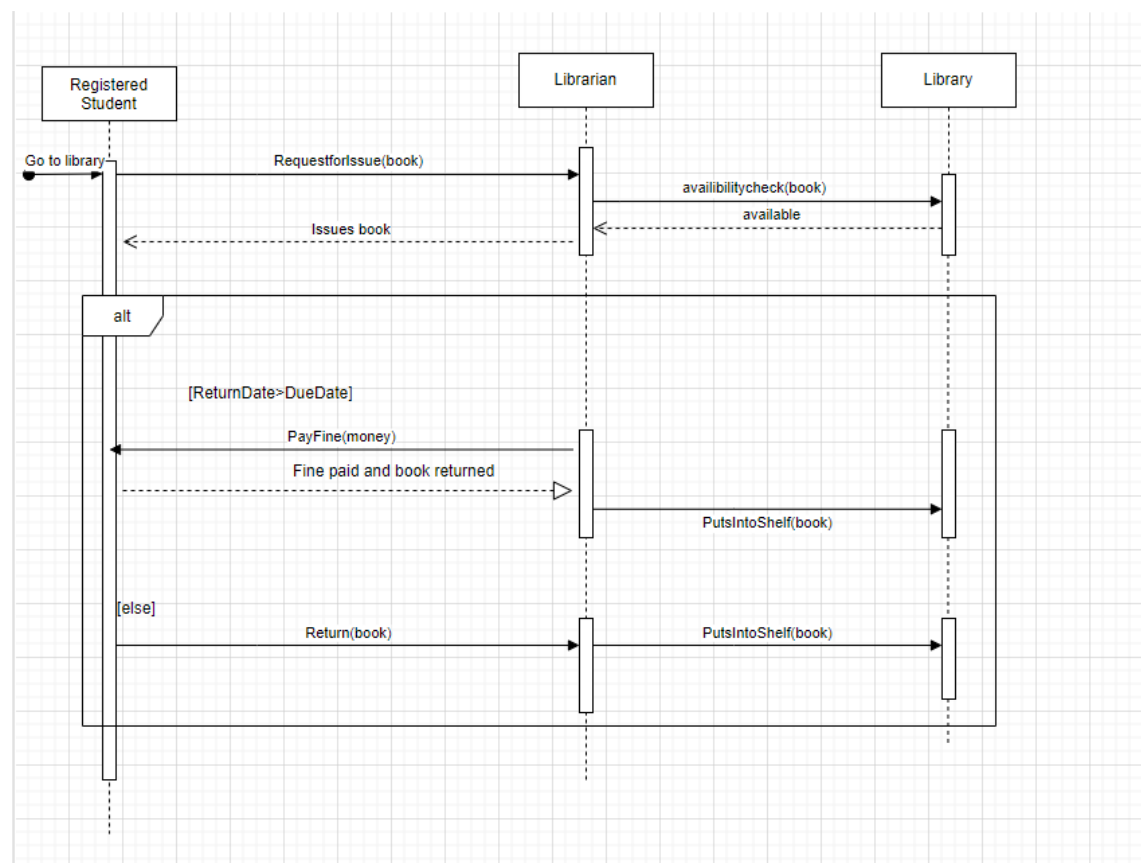 Registered
Student
Librarian
Library
Go to library
RequestforIssue(book)
availibilitycheck(book)
available
Issues book
alt
[ReturnDate>DueDate]
PayFine(money)
Fine paid and book returned
PutsIntoShelf(book)
[else]
Return(book)
PutsIntoShelf(book)